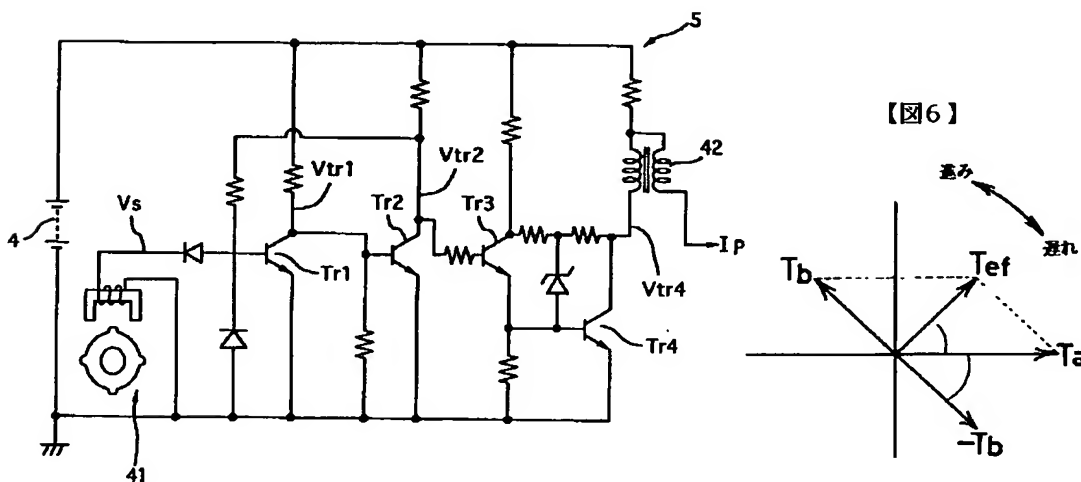 5
Vtr1
Vtr2
42
Tr2
Tr3
4
Vs
Tr1
Ip
Vtr4
Tr4
41
【図6】
進み
遅れ
Tb
Tef
Ta
-Tb